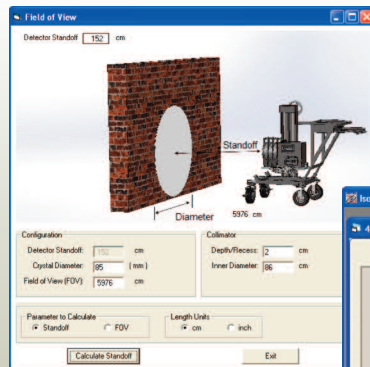 Field of View
Detector Standoff 152 cm
Standoff
Diameter 5976 cm
Configuration
Detector Standoff: 152 cm
Crystal Diameter: 85 (mm)
Field of View (FOV): 5976 cm
Collimator
Depth/Recess: 2 cm
Inner Diameter: 86 cm
Parameter to Calculate
Standoff FOV
Length Units
cm inch
Calculate Standoff Exit
Iso
4